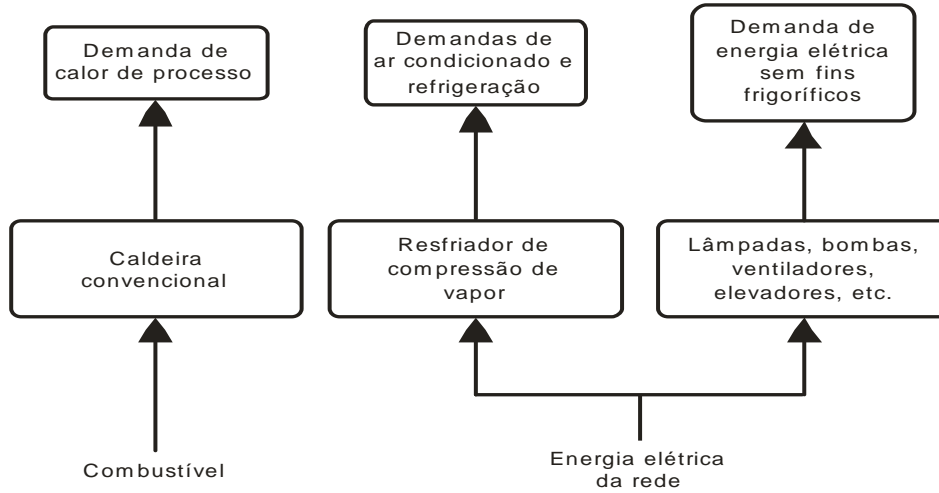 Demanda de
calor de processo
Demandas de
ar condicionado e
refrigeração
Demanda de
energia elétrica
sem fins
frigoríficos
Caldeira
convencional
Resfriador de
compressão de
vapor
Lâmpadas, bombas,
ventiladores,
elevadores, etc.
Combustível
Energia elétrica
da rede